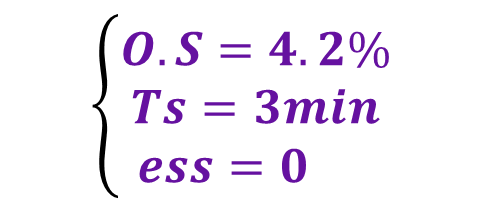 O.S = 4.2%
Ts = 3min
ess = 0